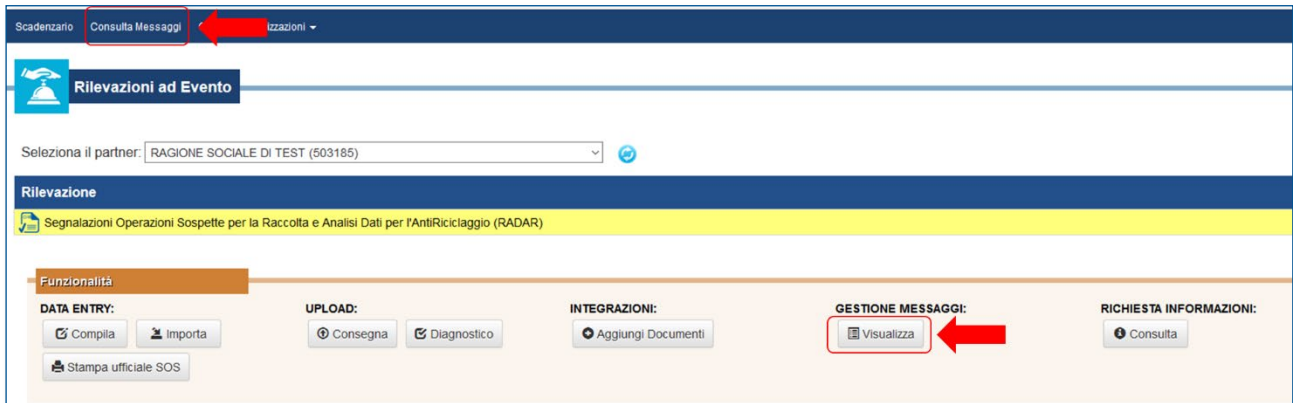 Scadenzario Consulta Messaggi izzazioni
Rilevazioni ad Evento
Seleziona il partner: RAGIONE SOCIALE DI TEST (503185)
Rilevazione
Segnalazioni Operazioni Sospette per la Raccolta e Analisi Dati per l'AntiRiciclaggio (RADAR)
Funzionalità
DATA ENTRY: UPLOAD: INTEGRAZIONI: GESTIONE MESSAGGI: RICHIESTA INFORMAZIONI:
Compila Importa Consegna Diagnostico Aggiungi Documenti Visualizza Consulta
Stampa ufficiale SOS